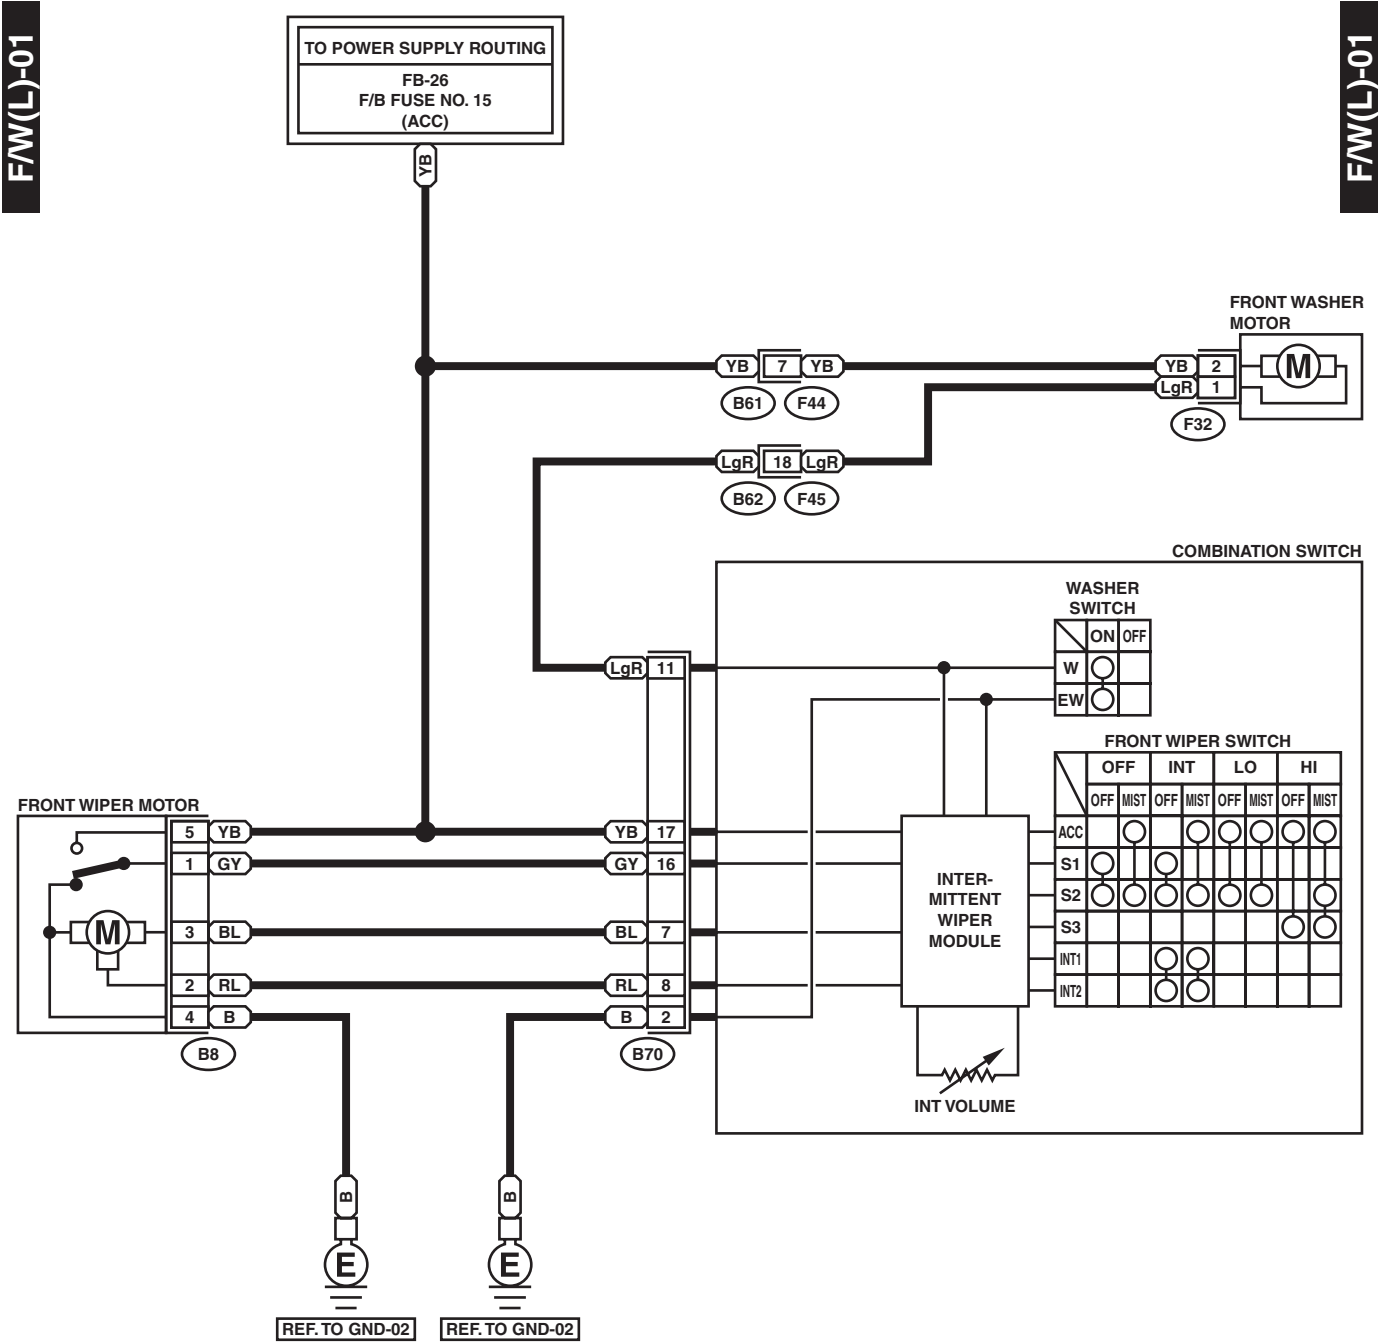 F/W(L)-01
F/W(L)-01
TO POWER SUPPLY ROUTING
FB-26
F/B FUSE NO. 15
(ACC)
YB
FRONT WASHER
MOTOR
YB 7 YB
YB 2
M
LgR 1
B61 F44
F32
LgR 18 LgR
B62 F45
COMBINATION SWITCH
WASHER
SWITCH
ON OFF
LgR 11
W
EW
FRONT WIPER SWITCH
OFF INT LO HI
OFF MIST OFF MIST OFF MIST OFF MIST
FRONT WIPER MOTOR
5 YB
YB 17
ACC
1 GY
GY 16
S1
INTER-
MITTENT
WIPER
MODULE
S2
M
3 BL
BL 7
S3
INT1
2 RL
RL 8
INT2
4 B
B 2
B8
B70
INT VOLUME
B
B
E
E
REF. TO GND-02
REF. TO GND-02